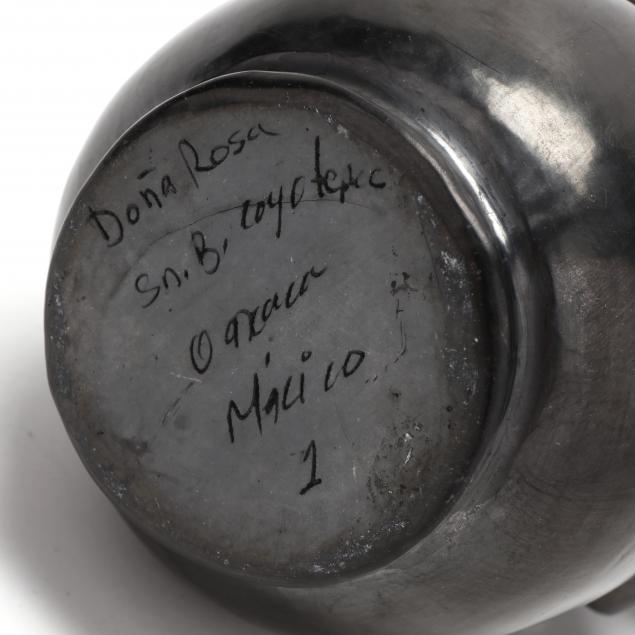 Doña Rosa
Sn. B. coyotepec
Oaxaca
México
1